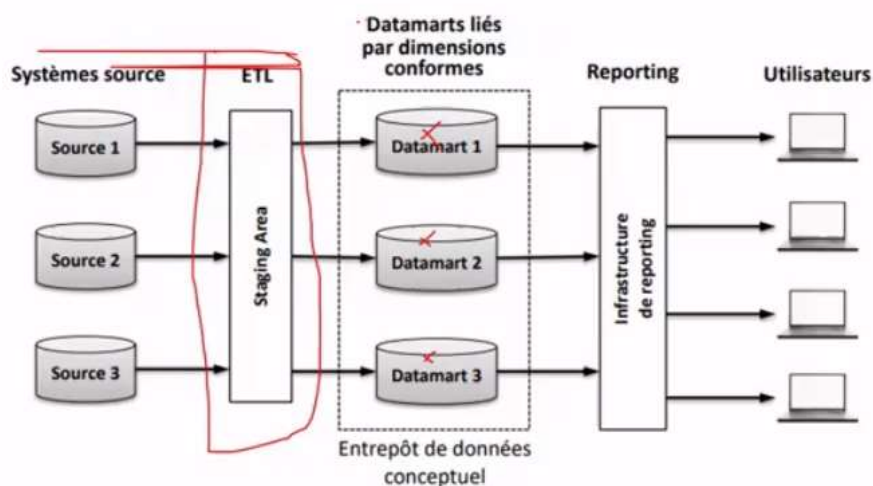 Datamarts liés
par dimensions
conformes
Systèmes source
ETL
Reporting
Utilisateurs
Source 1
Source 2
Source 3
Staging Area
Datamart 1
Datamart 2
Datamart 3
Infrastructure
de reporting
Entrepôt de données
conceptuel